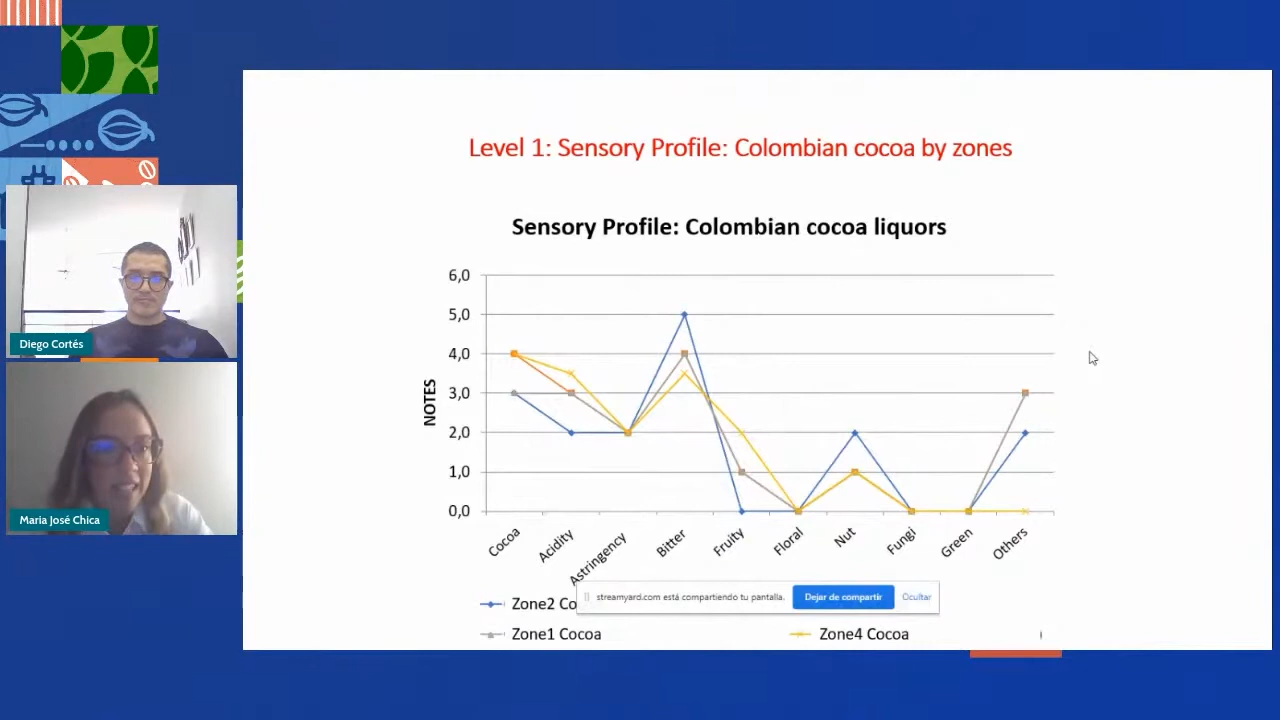 Level 1: Sensory Profile: Colombian cocoa by zones
Sensory Profile: Colombian cocoa liquors
NOTES
6,0
5,0
4,0
3,0
2,0
1,0
0,0
Cocoa
Acidity
Astringency
Bitter
Fruity
Floral
Nut
Fungi
Green
Others
Zone2 Co
Zone1 Cocoa
Zone4 Cocoa
streamyard.com está compartiendo tu pantalla.
Dejar de compartir
Ocultar
Diego Cortés
Maria José Chica